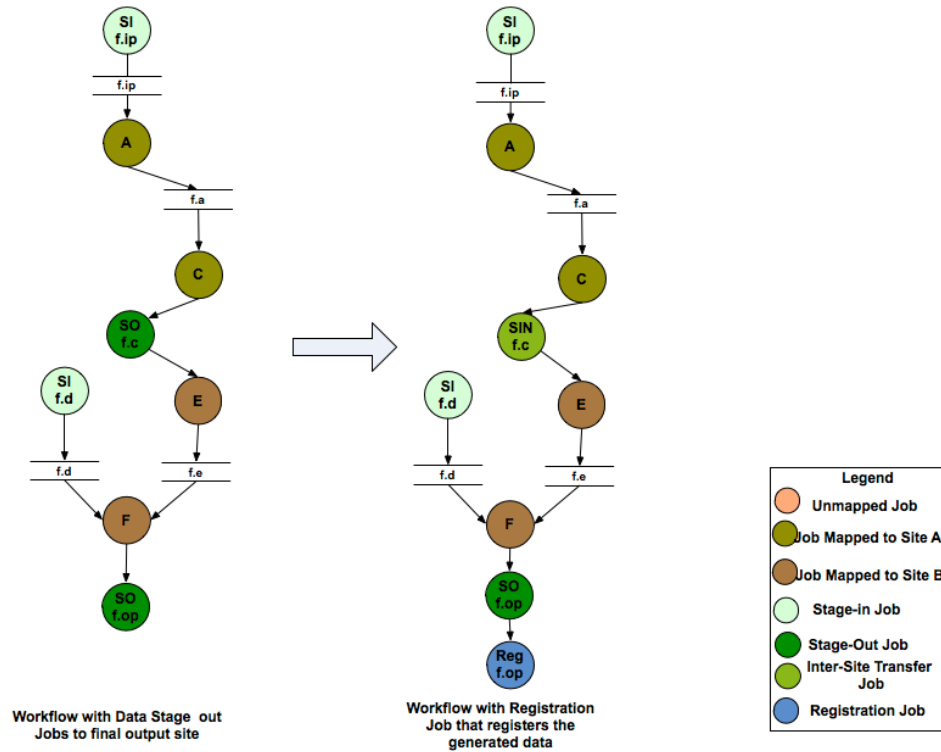 SI
f.ip
f.ip
A
f.a
C
SO
f.c
SI
f.d
E
f.d
f.e
F
SO
f.op
Workflow with Data Stage out
Jobs to final output site
SI
f.ip
f.ip
A
f.a
C
SIN
f.c
SI
f.d
E
f.d
f.e
F
SO
f.op
Reg
f.op
Workflow with Registration
Job that registers the
generated data
Legend
Unmapped Job
Job Mapped to Site A
Job Mapped to Site B
Stage-in Job
Stage-Out Job
Inter-Site Transfer
Job
Registration Job